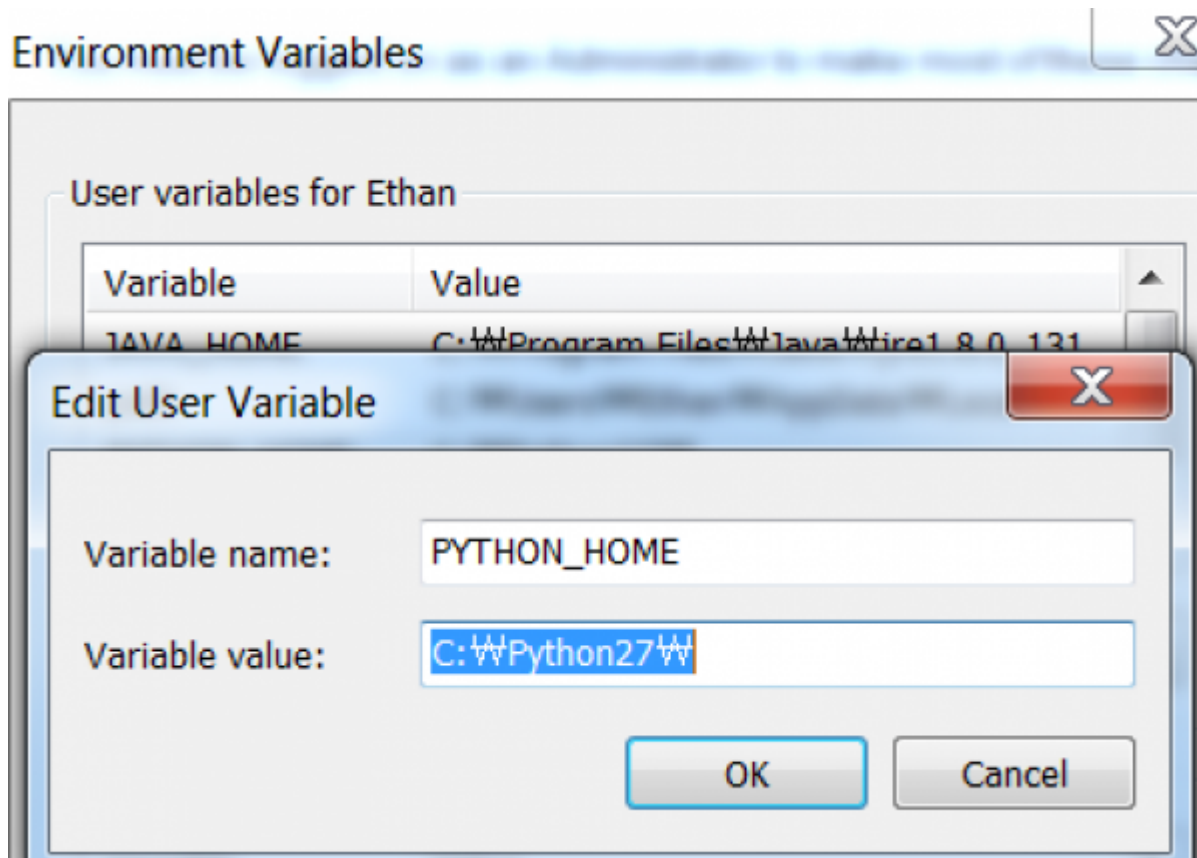 Environment Variables
User variables for Ethan
Variable Value
JAVA_HOME C:₩Program Files₩Java₩jre1.8.0_131
Edit User Variable
Variable name: PYTHON_HOME
Variable value: C:₩Python27₩
OK Cancel